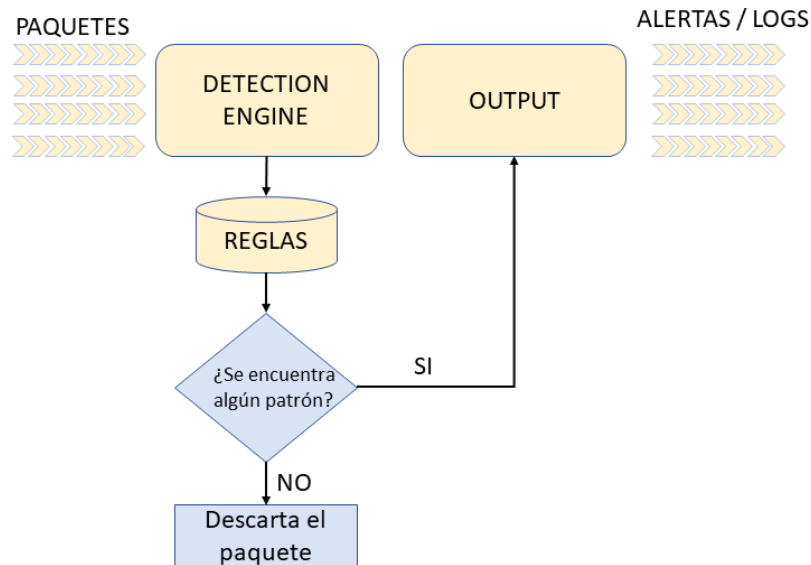 PAQUETES
ALERTAS / LOGS
DETECTION
ENGINE
OUTPUT
REGLAS
¿Se encuentra
algún patrón?
SI
NO
Descarta el
paquete